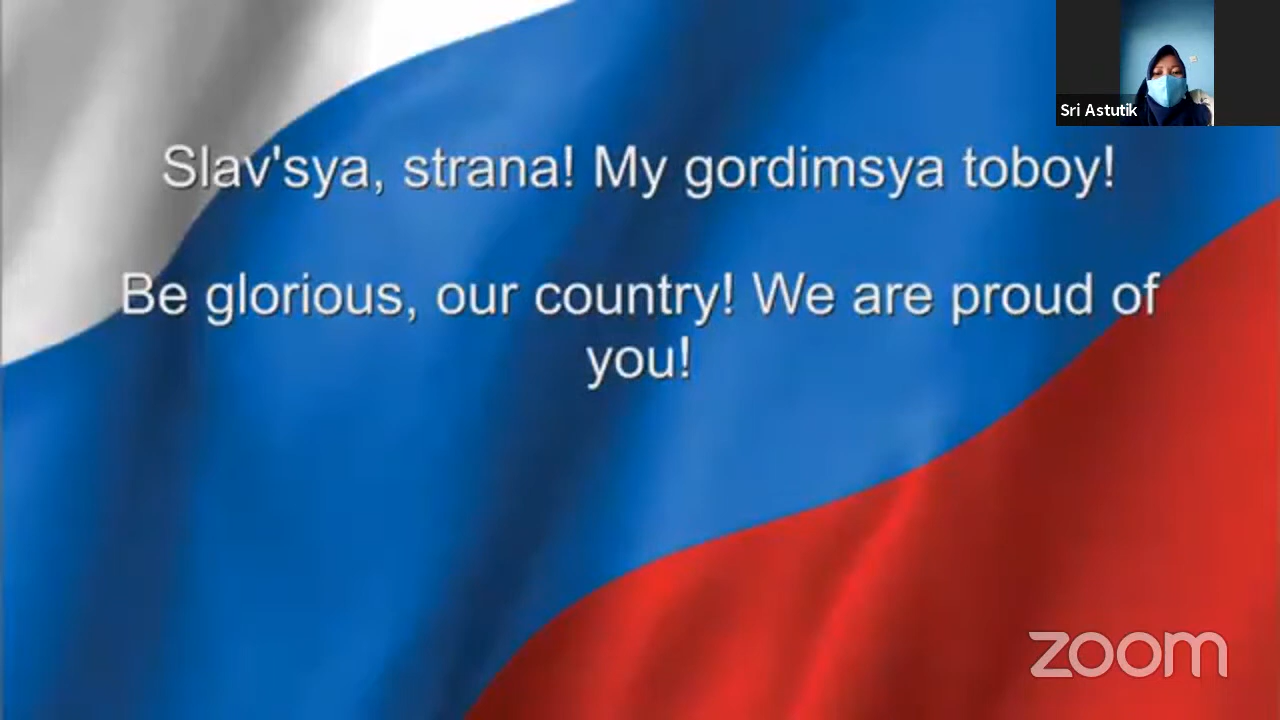 Sri Astutik
Slav'sya, strana! My gordimsya toboy!
Be glorious, our country! We are proud of
you!
zoom